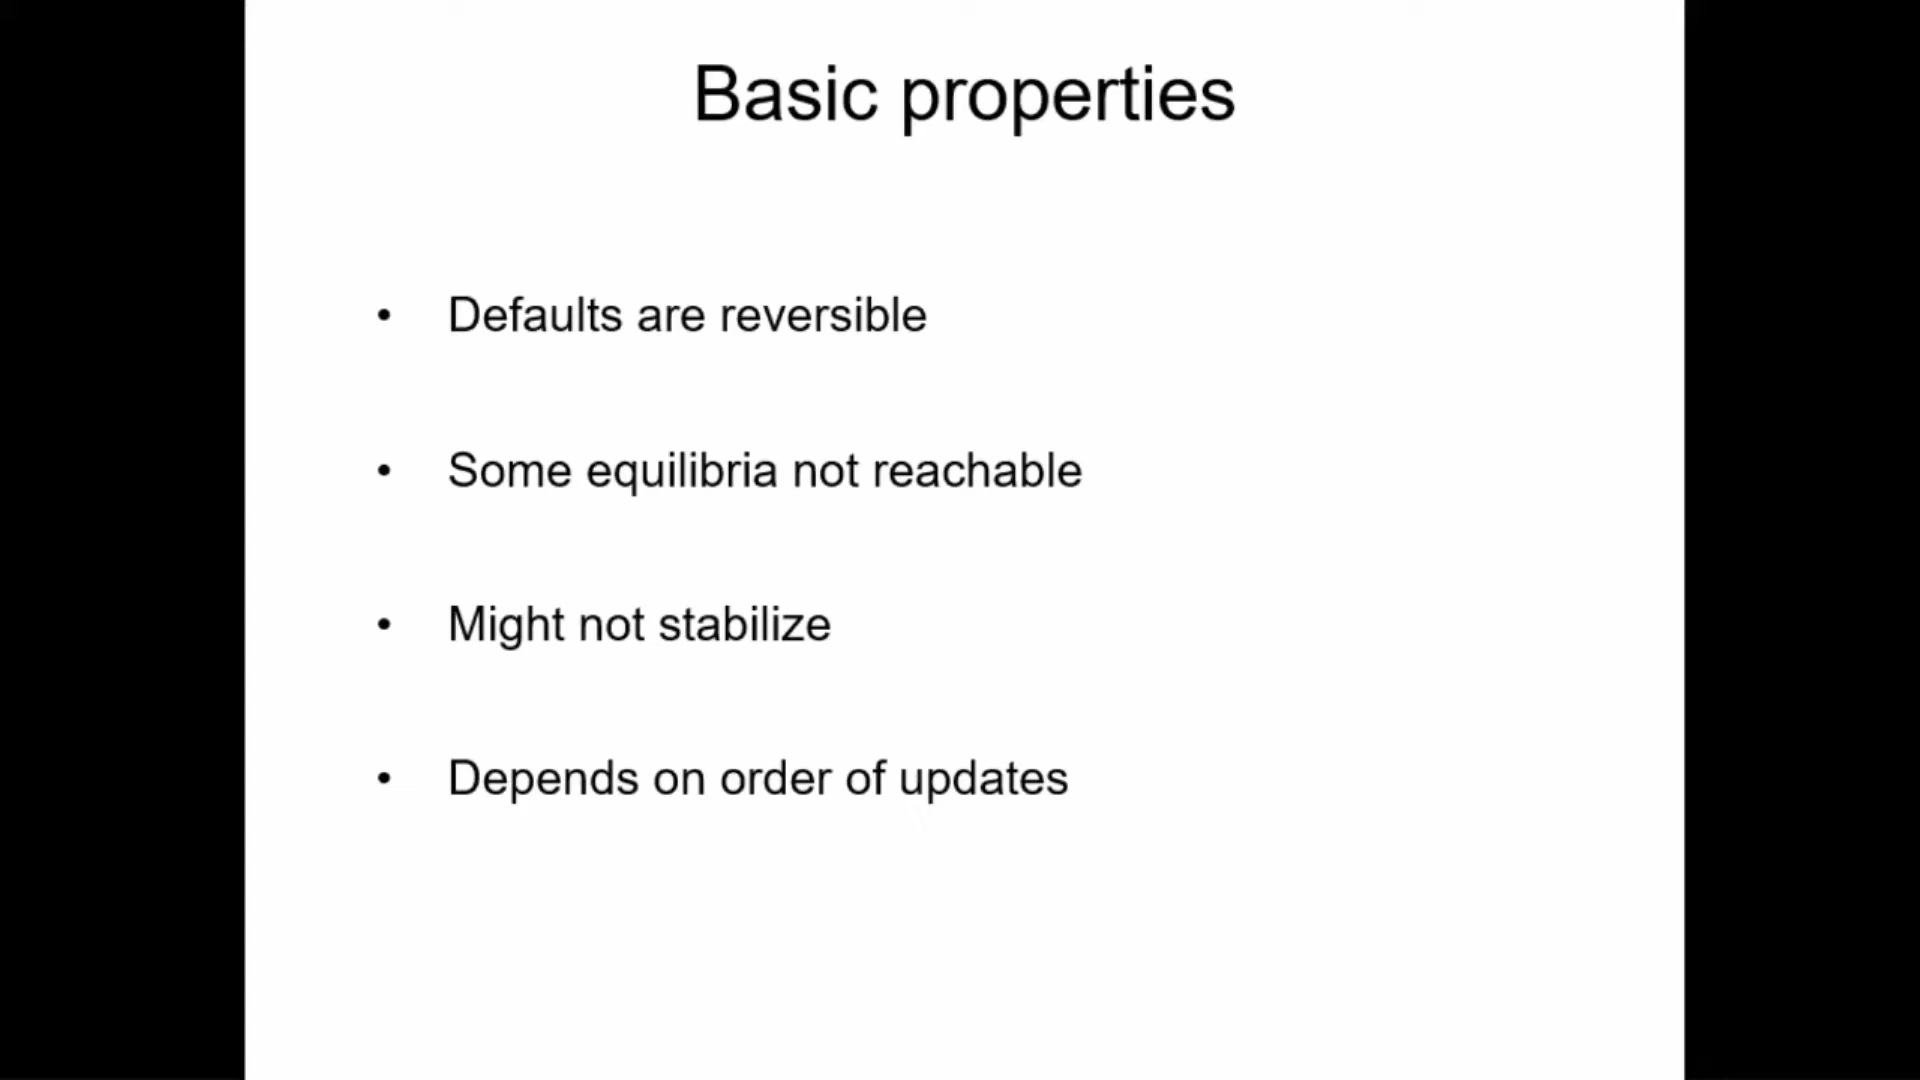 Basic properties
• Defaults are reversible
• Some equilibria not reachable
• Might not stabilize
• Depends on order of updates